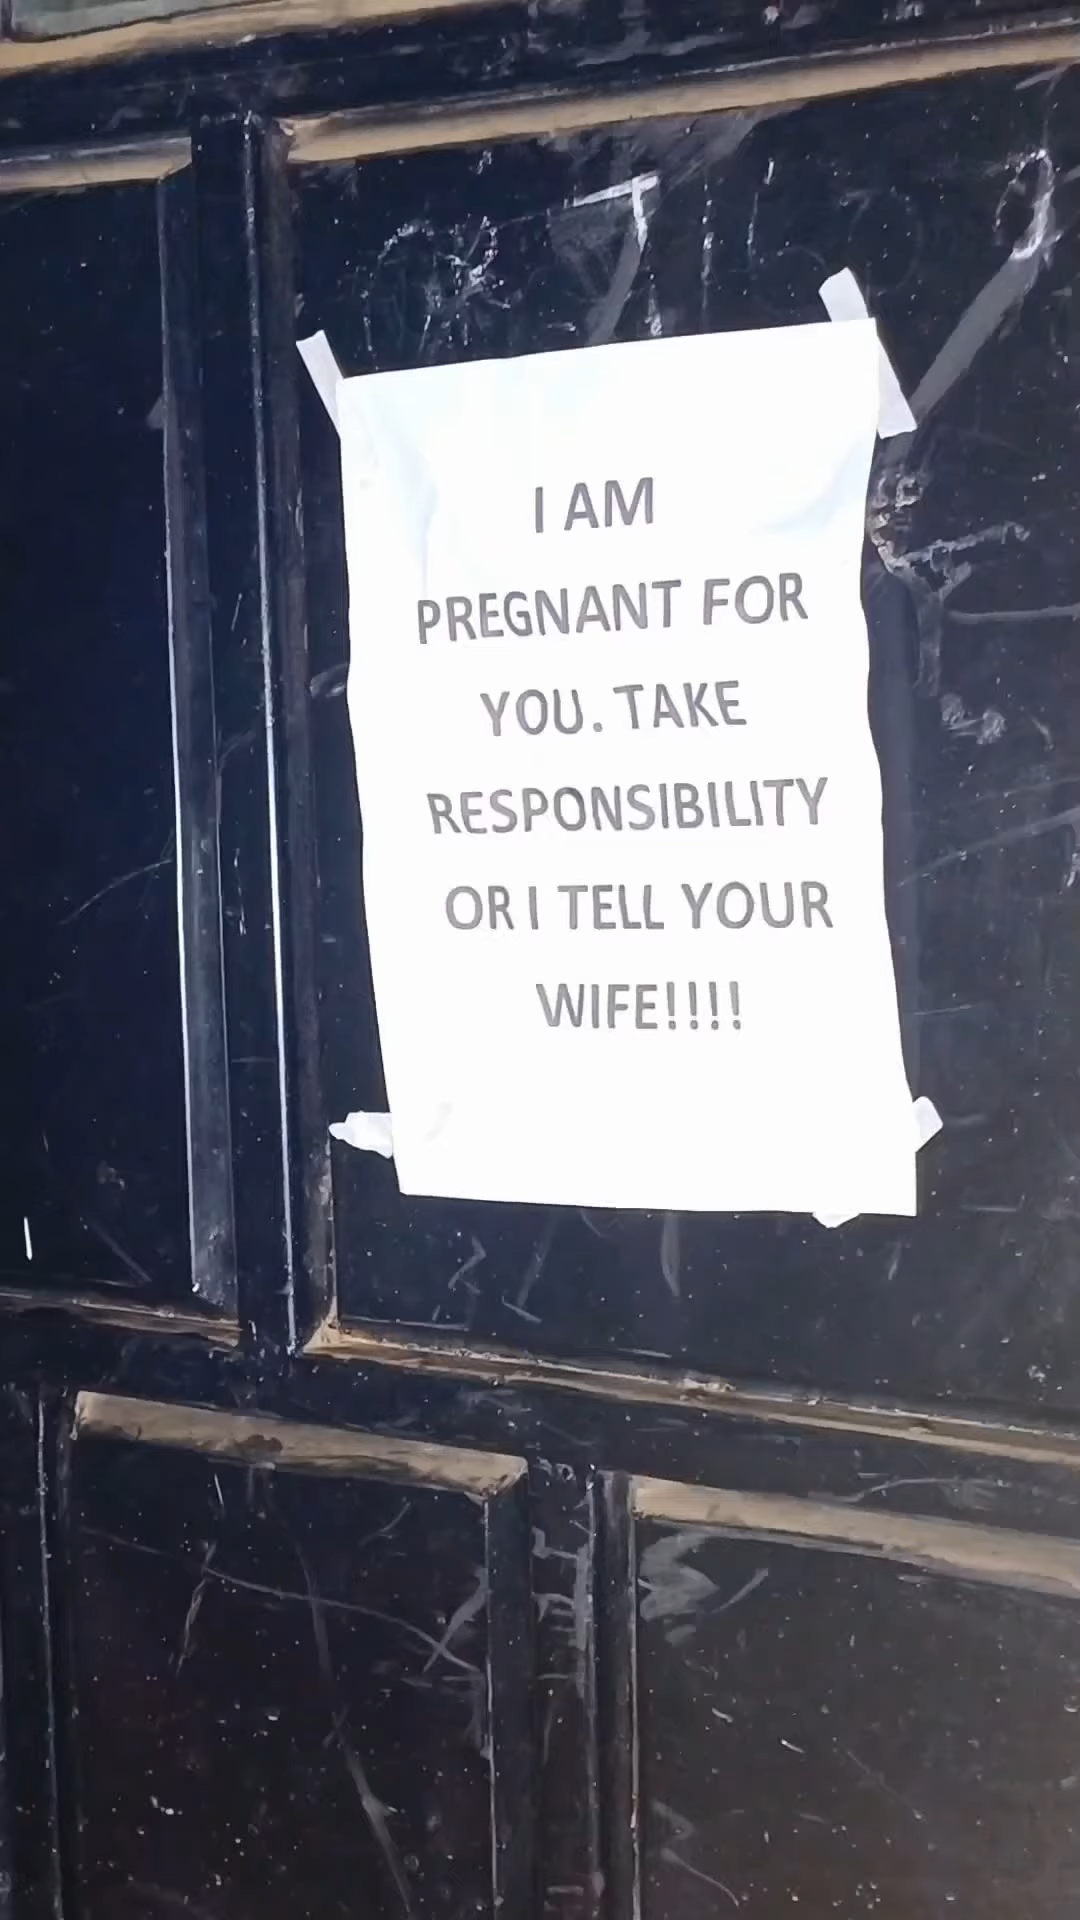 I AM
PREGNANT FOR
YOU. TAKE
RESPONSIBILITY
OR I TELL YOUR
WIFE!!!!